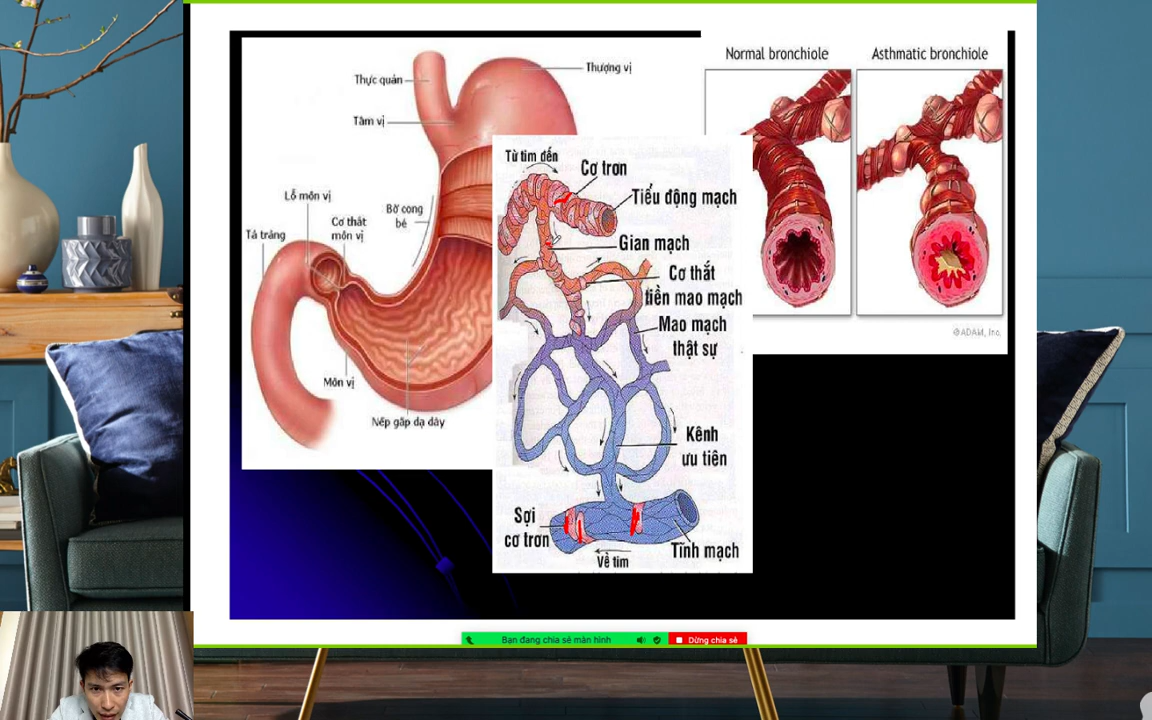 Thực quản
Thượng vị
Tâm vị
Lỗ môn vị
Cơ thắt
môn vị
Bờ cong
bé
Tá tràng
Môn vị
Nếp gấp dạ dày
Từ tim đến
Cơ trơn
Tiểu động mạch
Gian mạch
Cơ thắt
tiền mao mạch
Mao mạch
thật sự
Kênh
ưu tiên
Sợi
cơ trơn
Tĩnh mạch
Về tim
Normal bronchiole
Asthmatic bronchiole
©ADAM, Inc.
Bạn đang chia sẻ màn hình
Dừng chia sẻ